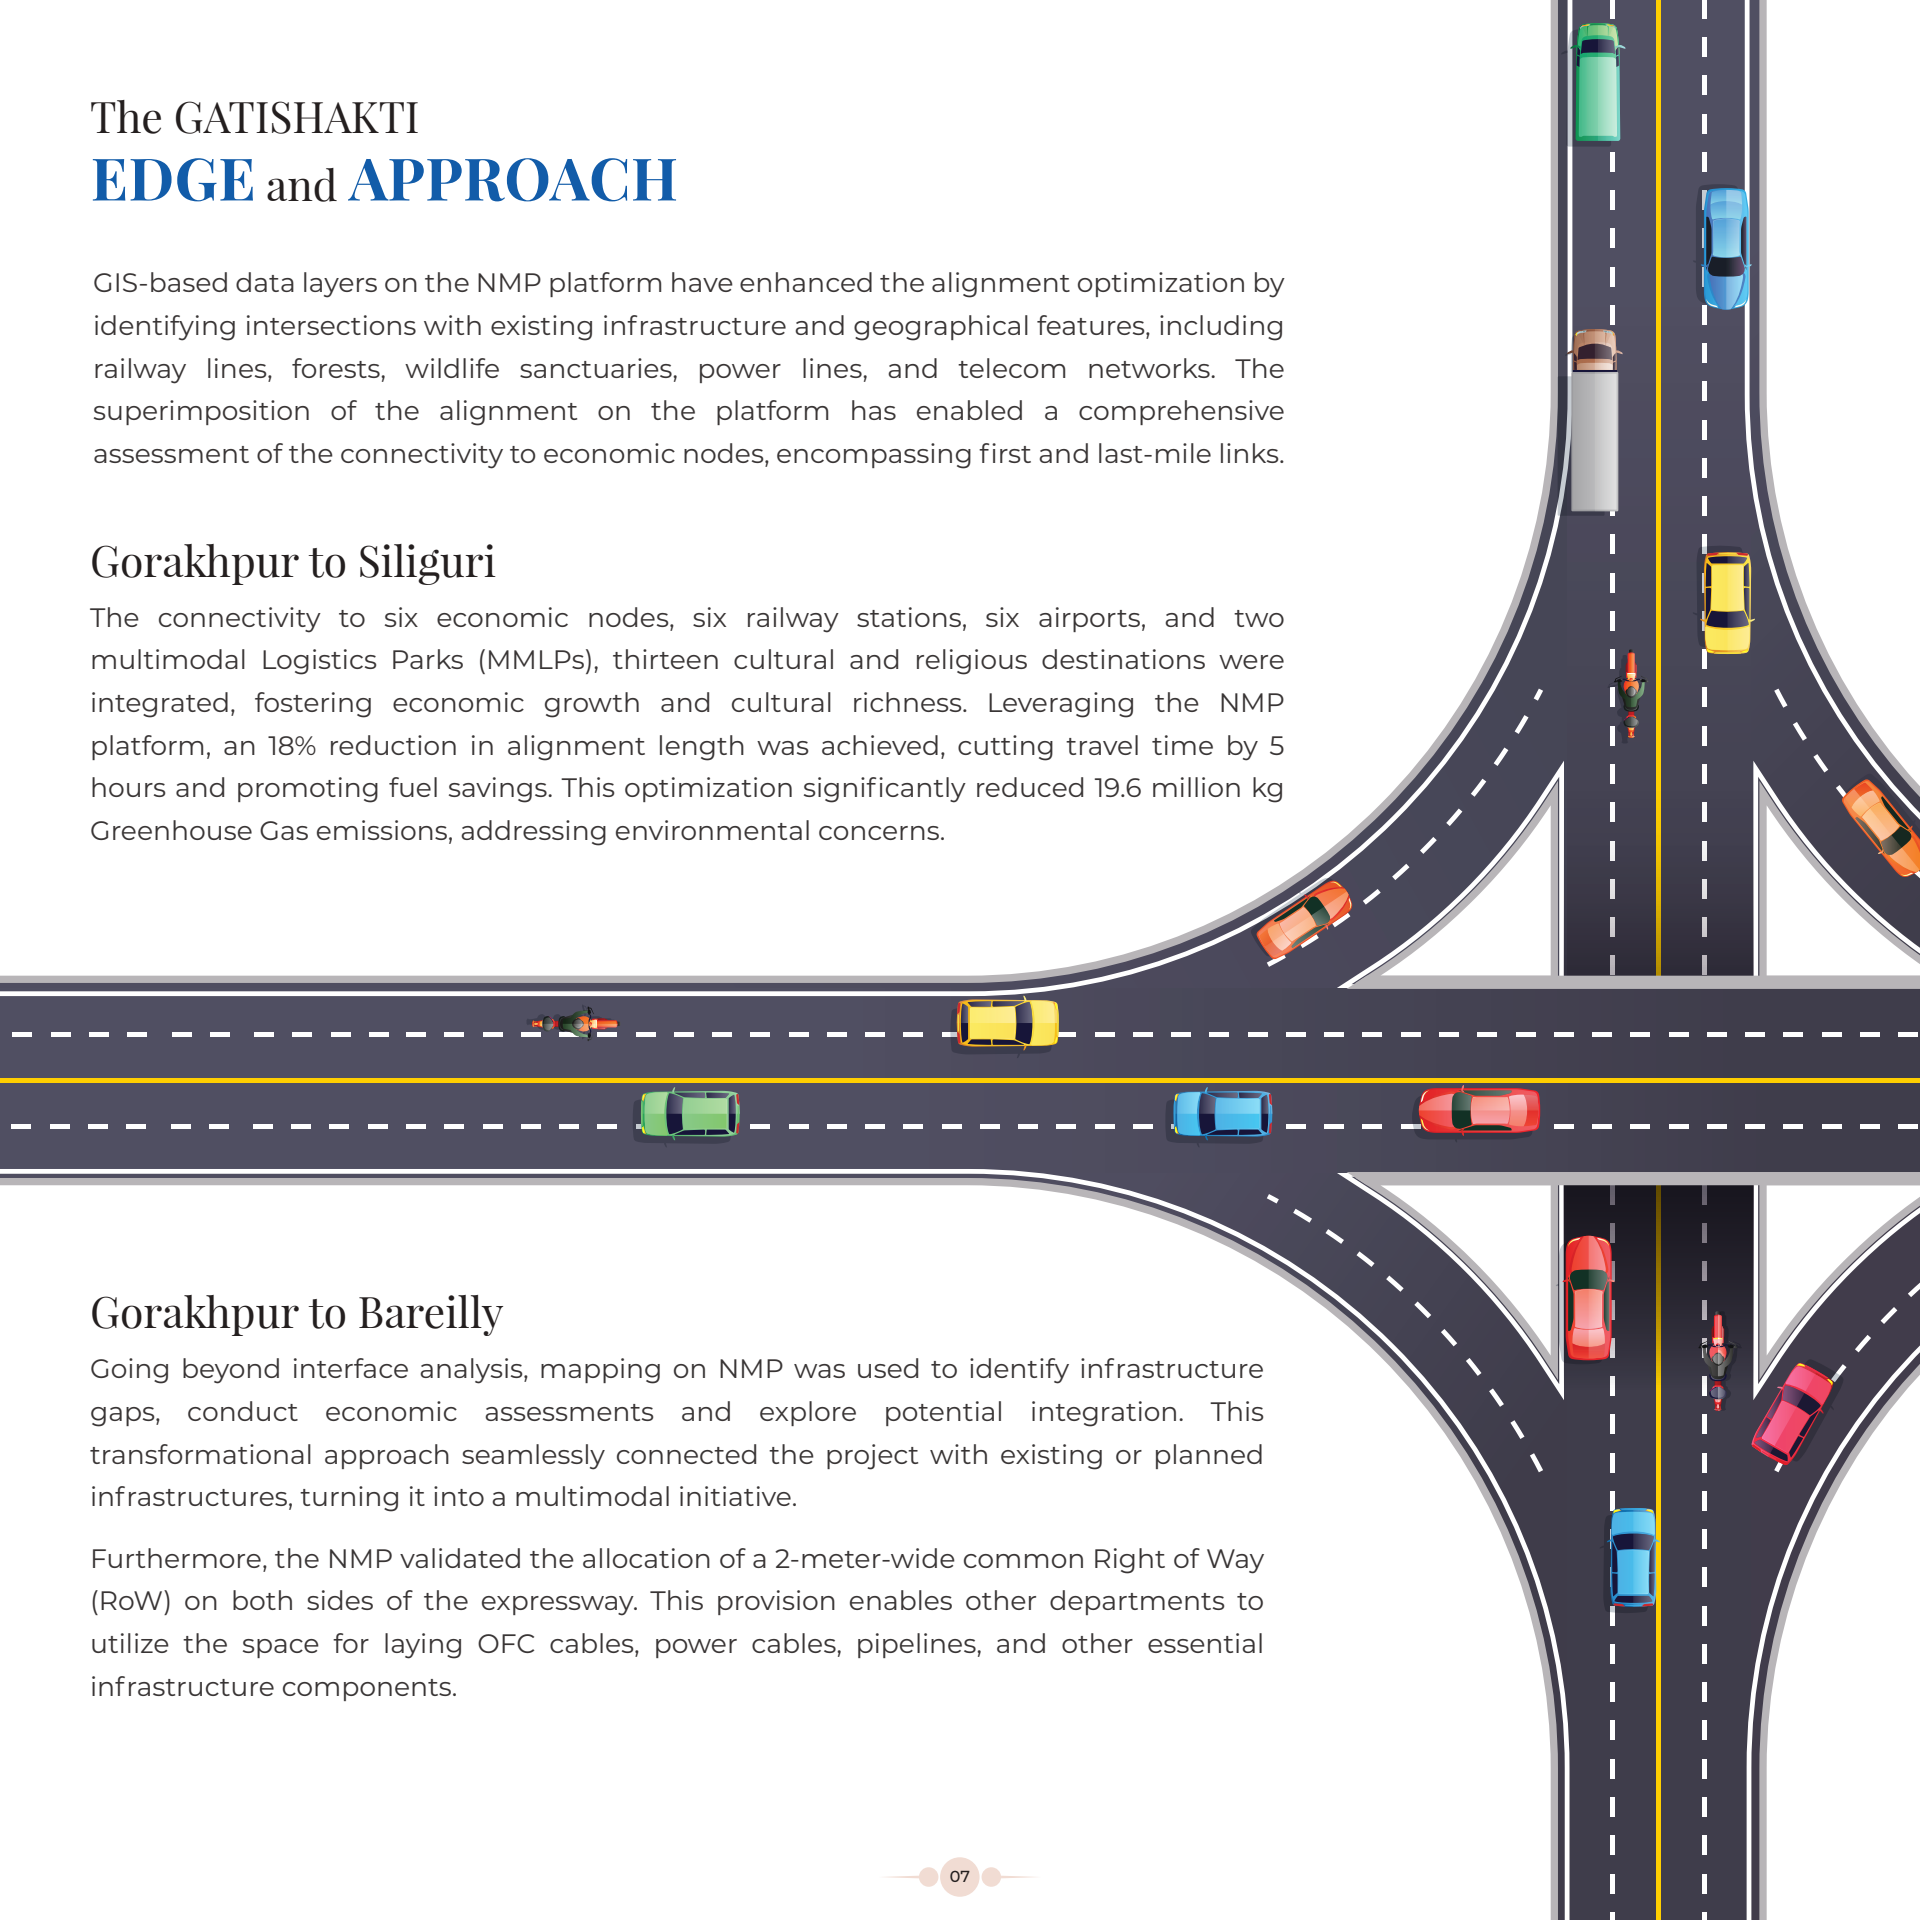 The GATISHAKTI
EDGE and APPROACH
GIS-based data layers on the NMP platform have enhanced the alignment optimization by
identifying intersections with existing infrastructure and geographical features, including
railway lines, forests, wildlife sanctuaries, power lines, and telecom networks. The
superimposition of the alignment on the platform has enabled a comprehensive
assessment of the connectivity to economic nodes, encompassing first and last-mile links.
Gorakhpur to Siliguri
The connectivity to six economic nodes, six railway stations, six airports, and two
multimodal Logistics Parks (MMLPs), thirteen cultural and religious destinations were
integrated, fostering economic growth and cultural richness. Leveraging the NMP
platform, an 18% reduction in alignment length was achieved, cutting travel time by 5
hours and promoting fuel savings. This optimization significantly reduced 19.6 million kg
Greenhouse Gas emissions, addressing environmental concerns.
Gorakhpur to Bareilly
Going beyond interface analysis, mapping on NMP was used to identify infrastructure
gaps, conduct economic assessments and explore potential integration. This
transformational approach seamlessly connected the project with existing or planned
infrastructures, turning it into a multimodal initiative.
Furthermore, the NMP validated the allocation of a 2-meter-wide common Right of Way
(RoW) on both sides of the expressway. This provision enables other departments to
utilize the space for laying OFC cables, power cables, pipelines, and other essential
infrastructure components.
07